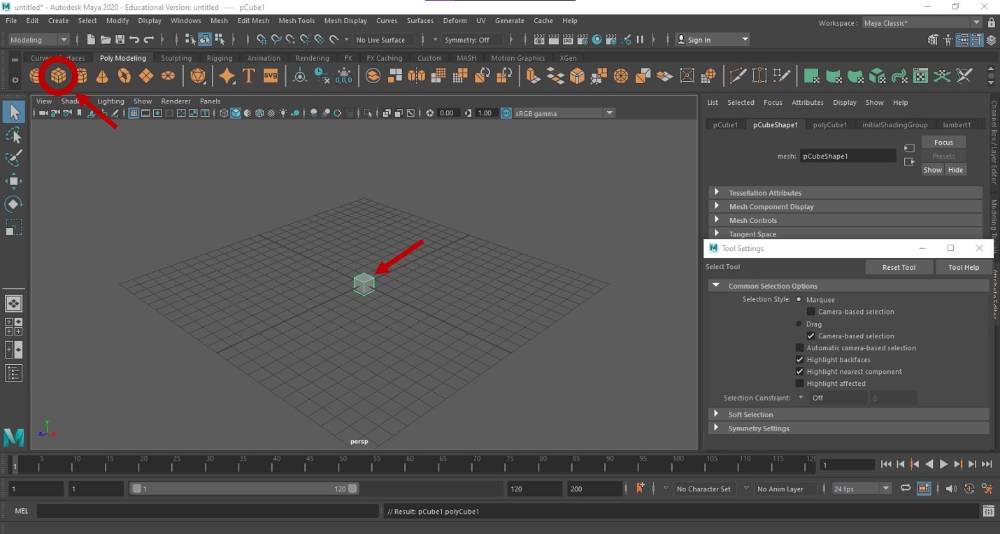 untitled* - Autodesk Maya 2020 - Educational Version: untitled --- pCube1
File Edit Create Select Modify Display Windows Mesh Edit Mesh Mesh Tools Mesh Display Curves Surfaces Deform UV Generate Cache Help
Workspace : Maya Classic*
Modeling No Live Surface Symmetry: Off IPR Sign In
Poly Modeling Sculpting Rigging Animation Rendering FX FX Caching Custom MASH Motion Graphics XGen
T SVG 0,0,0
View Lighting Show Renderer Panels
0.00 1.00 ON sRGB gamma
List Selected Focus Attributes Display Show Help
pCube1 pCubeShape1 polyCube1 initialShadingGroup lambert1
Focus
mesh: pCubeShape1 Presets
Show Hide
Tessellation Attributes
Mesh Component Display
Mesh Controls
Tangent Space
Channel Box / Layer Editor
M Tool Settings
Select Tool Reset Tool Tool Help
Common Selection Options
Selection Style: Marquee
Camera-based selection
Drag
Camera-based selection
Automatic camera-based selection
Highlight backfaces
Highlight nearest component
Highlight affected
Selection Constraint: Off 0
Soft Selection
Symmetry Settings
y
z x
persp
1 5 10 15 20 25 30 35 40 45 50 55 60 65 70 75 80 85 90 95 100 105 110 115 1
1 1 1 120 120 200 No Character Set No Anim Layer 24 fps
MEL // Result: pCube1 polyCube1